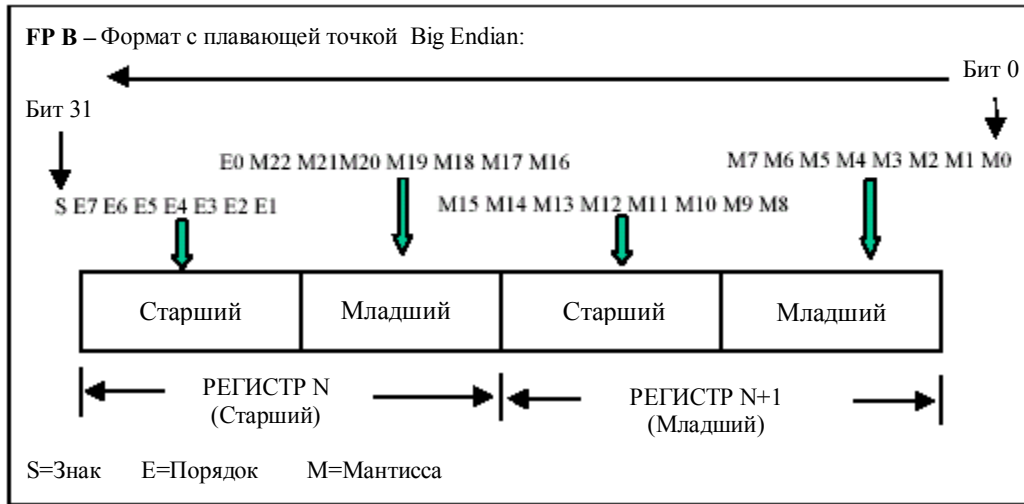 FP B – Формат с плавающей точкой Big Endian:
Бит 0
Бит 31
E0 M22 M21M20 M19 M18 M17 M16
M7 M6 M5 M4 M3 M2 M1 M0
S E7 E6 E5 E4 E3 E2 E1
M15 M14 M13 M12 M11 M10 M9 M8
Старший
Младший
Старший
Младший
РЕГИСТР N
(Старший)
РЕГИСТР N+1
(Младший)
S=Знак E=Порядок M=Мантисса